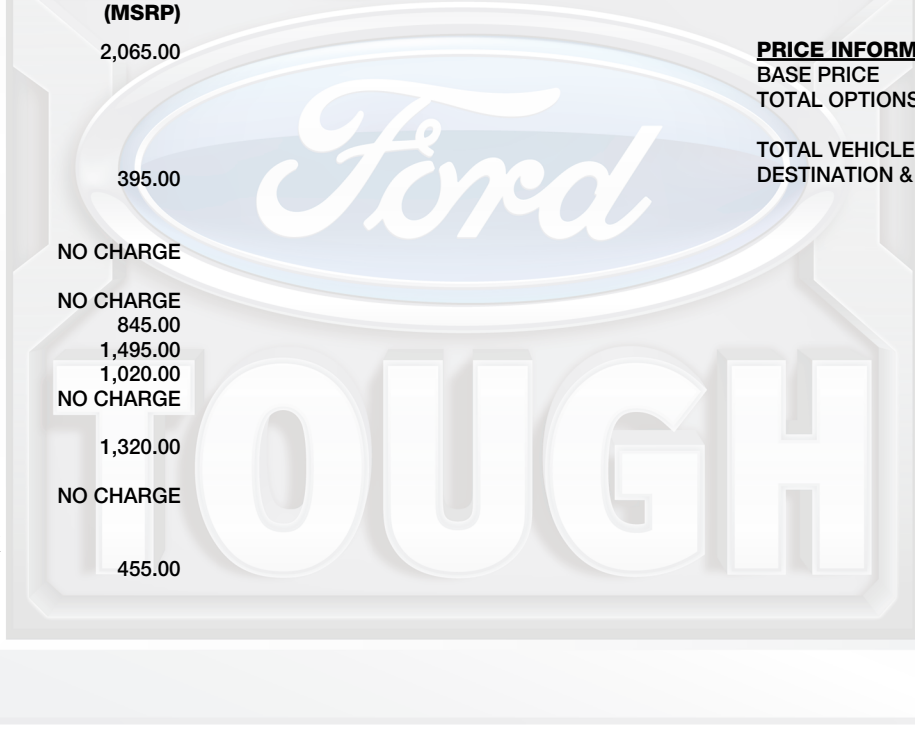 (MSRP)
2,065.00
395.00
NO CHARGE
NO CHARGE
845.00
1,495.00
1,020.00
NO CHARGE
1,320.00
NO CHARGE
455.00
PRICE INFORM
BASE PRICE
TOTAL OPTIONS
TOTAL VEHICLE
DESTINATION &
Ford
TOUGH